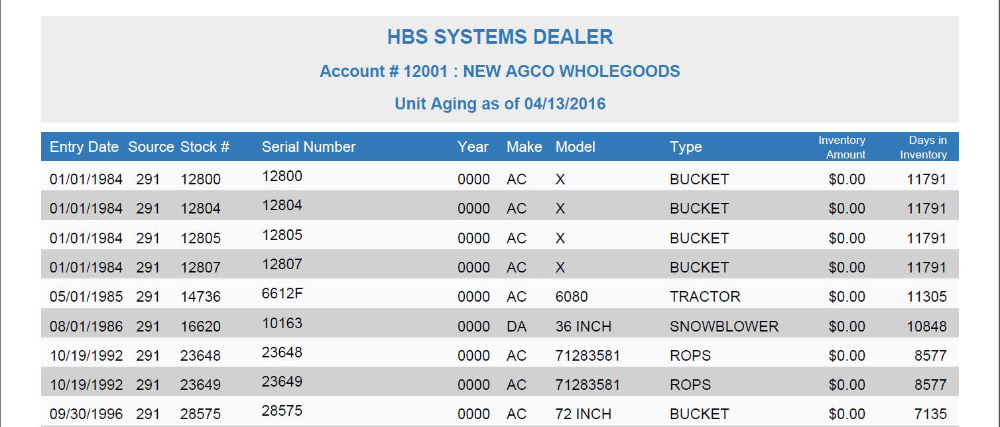 HBS SYSTEMS DEALER
Account # 12001 : NEW AGCO WHOLEGOODS
Unit Aging as of 04/13/2016
Entry Date Source Stock # Serial Number Year Make Model Type Inventory Amount Days in Inventory
01/01/1984 291 12800 12800 0000 AC X BUCKET $0.00 11791
01/01/1984 291 12804 12804 0000 AC X BUCKET $0.00 11791
01/01/1984 291 12805 12805 0000 AC X BUCKET $0.00 11791
01/01/1984 291 12807 12807 0000 AC X BUCKET $0.00 11791
05/01/1985 291 14736 6612F 0000 AC 6080 TRACTOR $0.00 11305
08/01/1986 291 16620 10163 0000 DA 36 INCH SNOWBLOWER $0.00 10848
10/19/1992 291 23648 23648 0000 AC 71283581 ROPS $0.00 8577
10/19/1992 291 23649 23649 0000 AC 71283581 ROPS $0.00 8577
09/30/1996 291 28575 28575 0000 AC 72 INCH BUCKET $0.00 7135